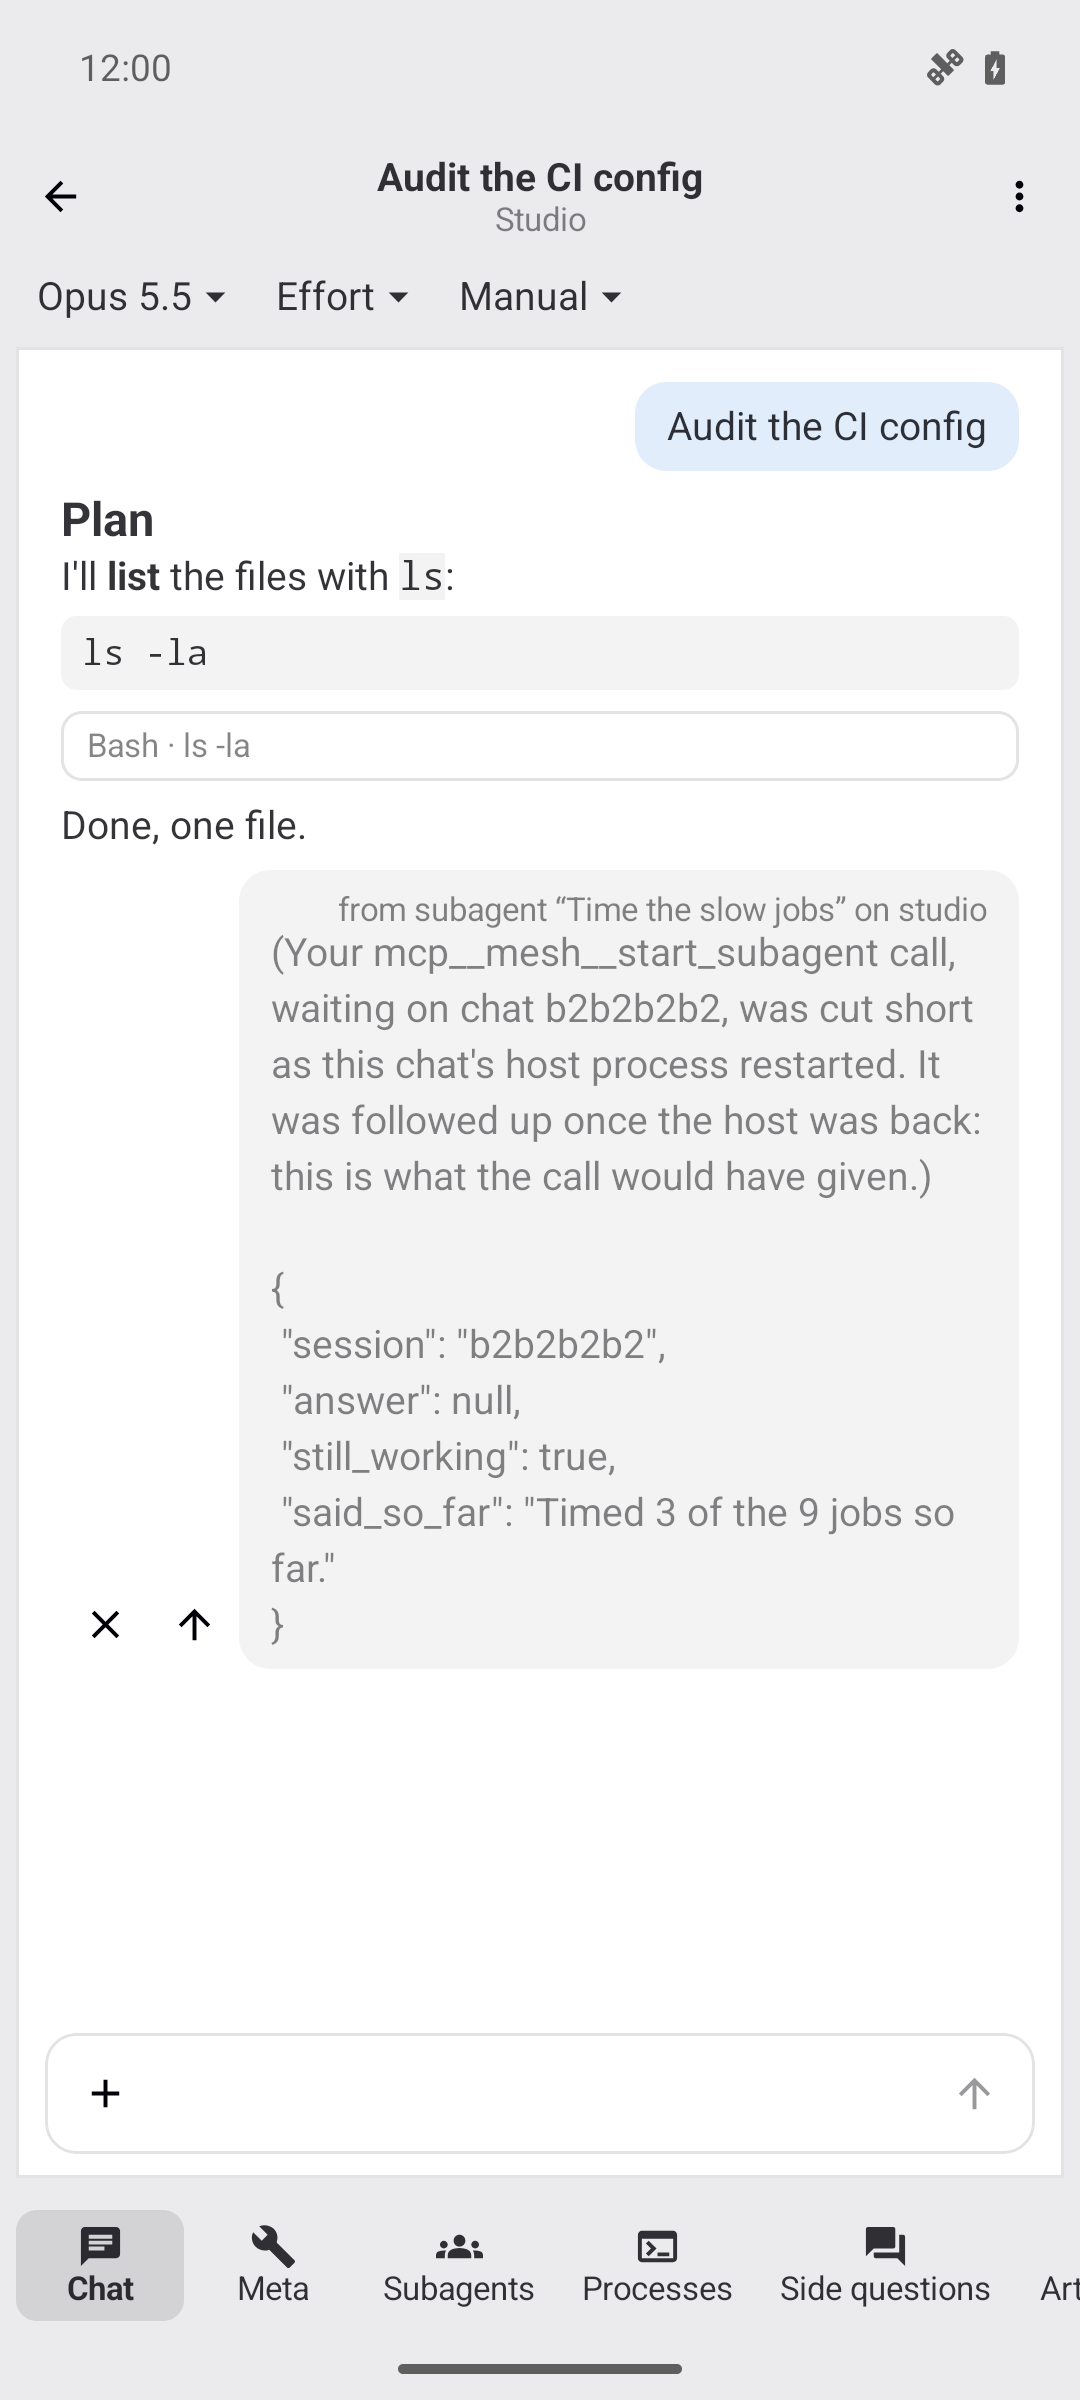 12:00
Audit the CI config
Studio
Opus 5.5
Effort
Manual
Audit the CI config
Plan
I'll list the files with ls:
ls -la
Bash · ls -la
Done, one file.
from subagent “Time the slow jobs” on studio
(Your mcp__mesh__start_subagent call,
waiting on chat b2b2b2b2, was cut short
as this chat's host process restarted. It
was followed up once the host was back:
this is what the call would have given.)
{
"session": "b2b2b2b2",
"answer": null,
"still_working": true,
"said_so_far": "Timed 3 of the 9 jobs so
far."
}
Chat
Meta
Subagents
Processes
Side questions
Art